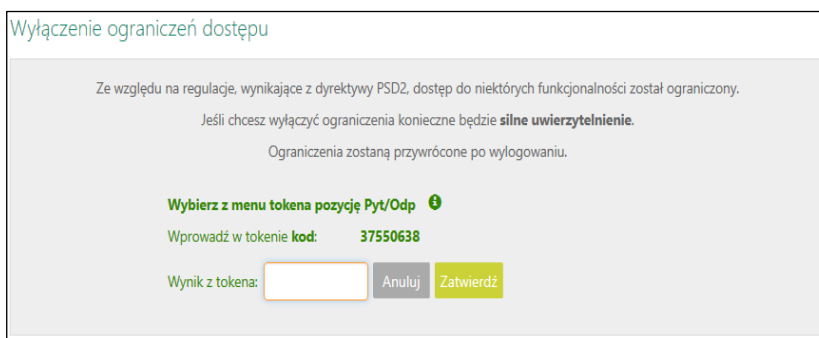 Wyłączenie ograniczeń dostępu
Ze względu na regulacje, wynikające z dyrektywy PSD2, dostęp do niektórych funkcjonalności został ograniczony.
Jeśli chcesz wyłączyć ograniczenia konieczne będzie silne uwierzytelnienie.
Ograniczenia zostaną przywrócone po wylogowaniu.
Wybierz z menu tokena pozycję Pyt/Odp
Wprowadź w tokenie kod: 37550638
Wynik z tokena: Anuluj Zatwierdź